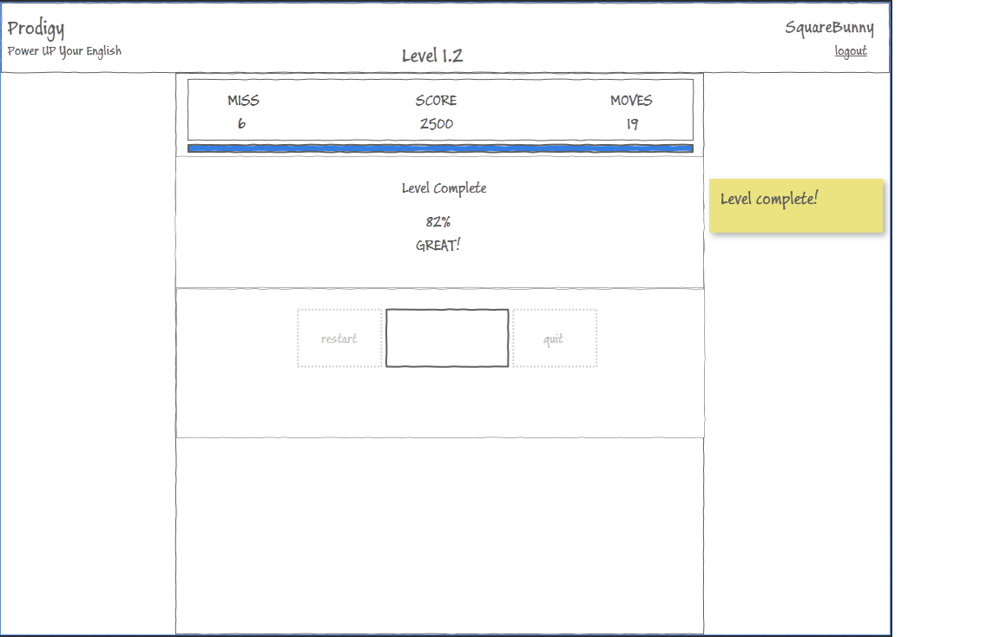 Prodigy
Power UP Your English
Level 1.2
SquareBunny
logout
MISS SCORE MOVES
6 2500 19
Level Complete
82%
GREAT!
Level complete!
restart quit